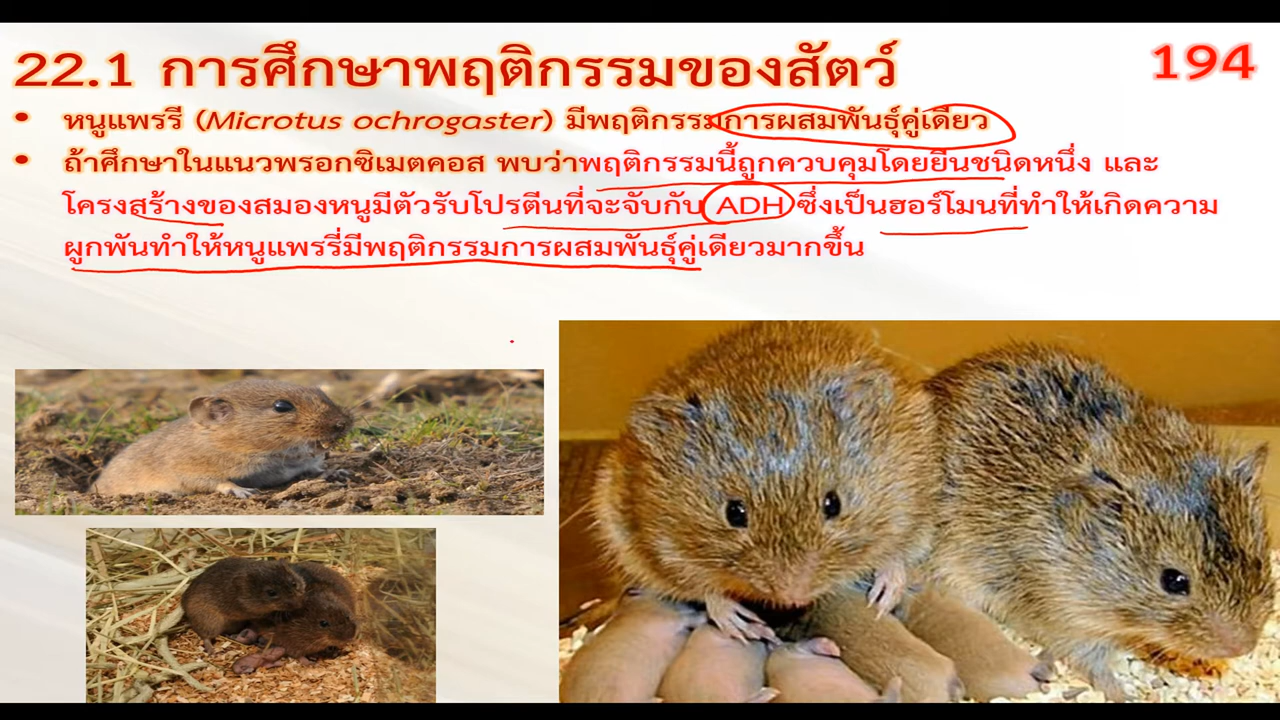 22.1 การศึกษาพฤติกรรมของสัตว์
194
• หนูแพรรี (Microtus ochrogaster) มีพฤติกรรมการผสมพันธุ์คู่เดียว
• ถ้าศึกษาในแนวพรอกซิเมตคอส พบว่าพฤติกรรมนี้ถูกควบคุมโดยยีนชนิดหนึ่ง และ
โครงสร้างของสมองหนูมีตัวรับโปรตีนที่จะจับกับ ADH ซึ่งเป็นฮอร์โมนที่ทำให้เกิดความ
ผูกพันทำให้หนูแพรรี่มีพฤติกรรมการผสมพันธุ์คู่เดียวมากขึ้น